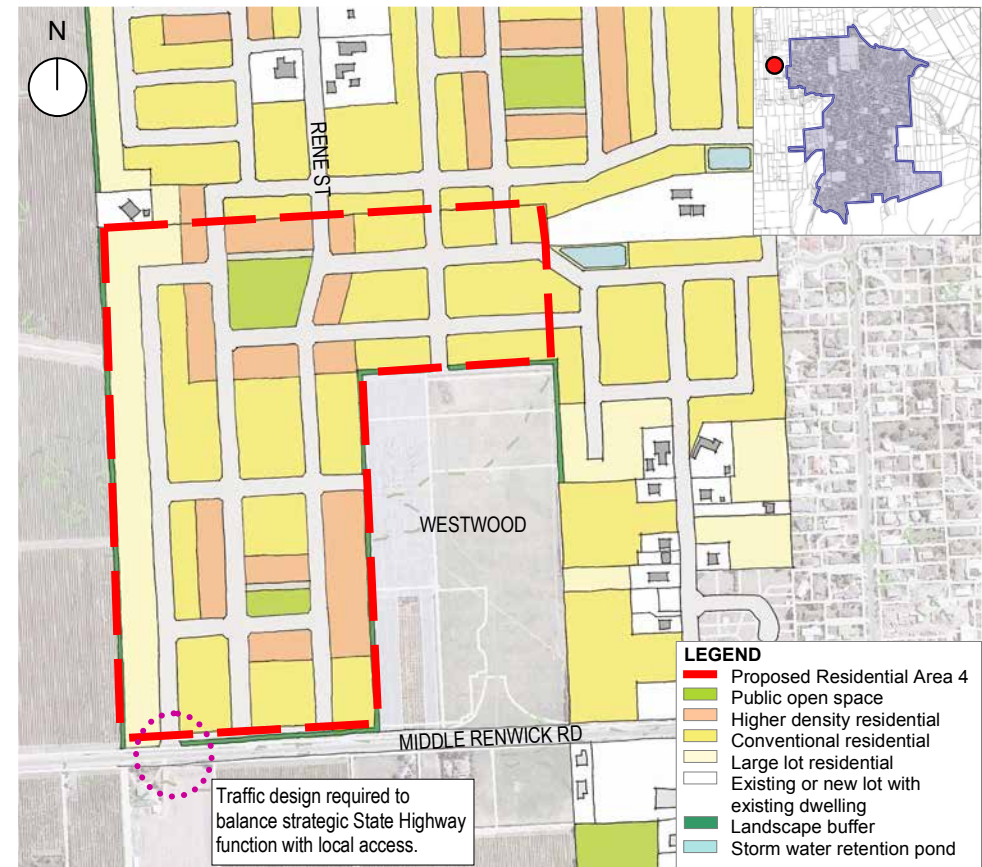 N
RENE ST
WESTWOOD
MIDDLE RENWICK RD
Traffic design required to
balance strategic State Highway
function with local access.
LEGEND
Proposed Residential Area 4
Public open space
Higher density residential
Conventional residential
Large lot residential
Existing or new lot with
existing dwelling
Landscape buffer
Storm water retention pond